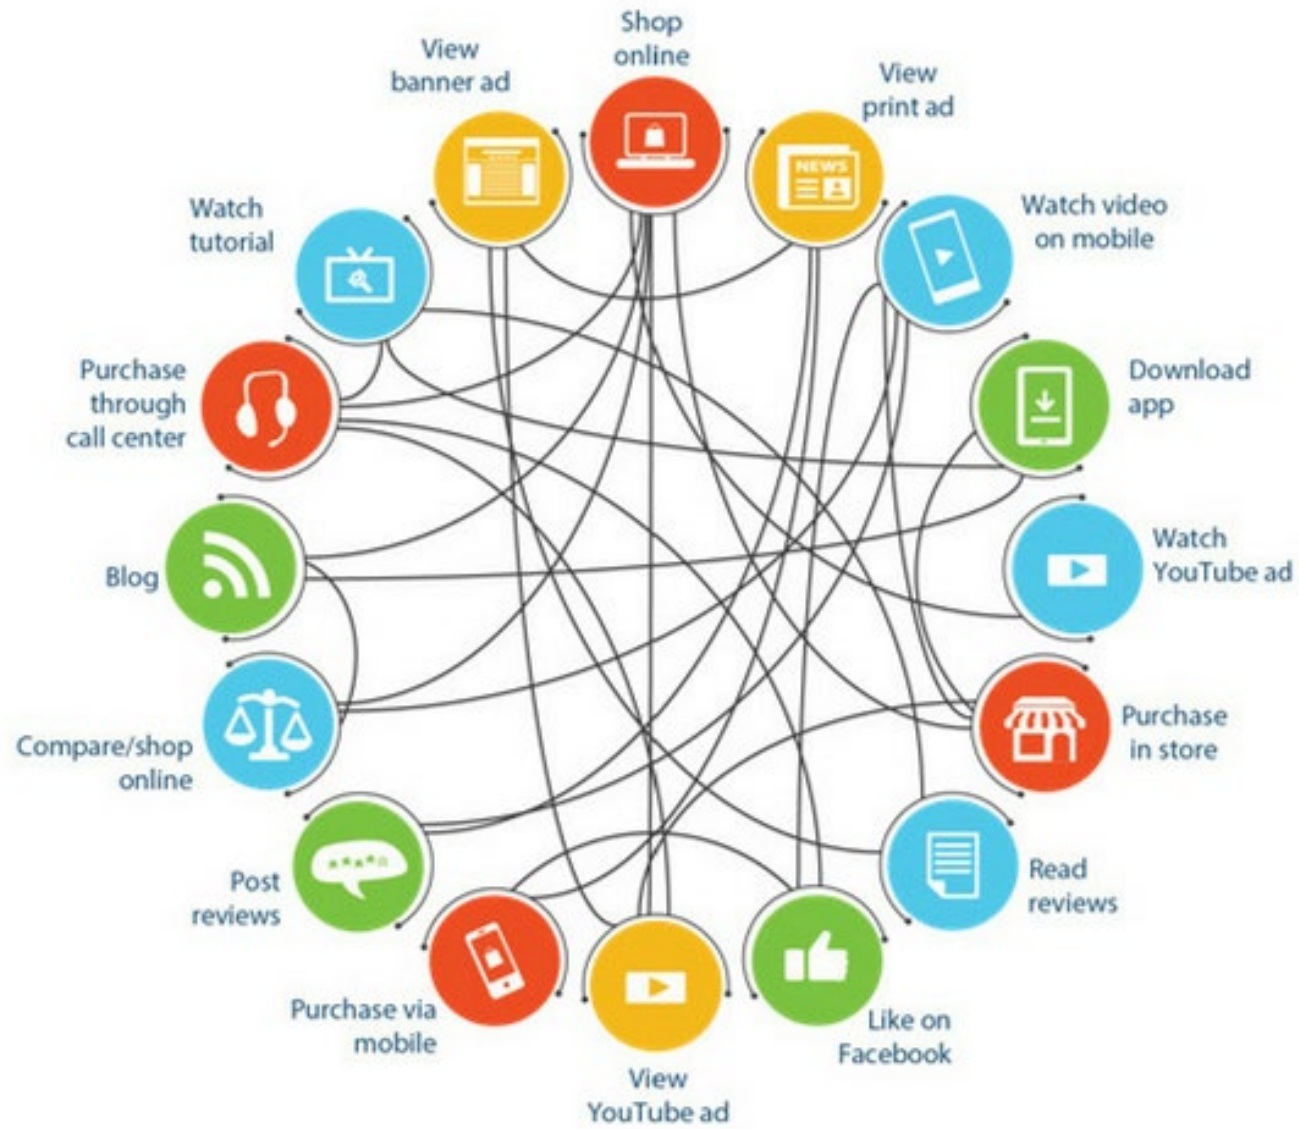 Shop
online
View
banner ad
View
print ad
NEWS
Watch
tutorial
Watch video
on mobile
Purchase
through
call center
Download
app
Blog
Watch
YouTube ad
Compare/shop
online
Purchase
in store
Post
reviews
Read
reviews
Purchase via
mobile
Like on
Facebook
View
YouTube ad